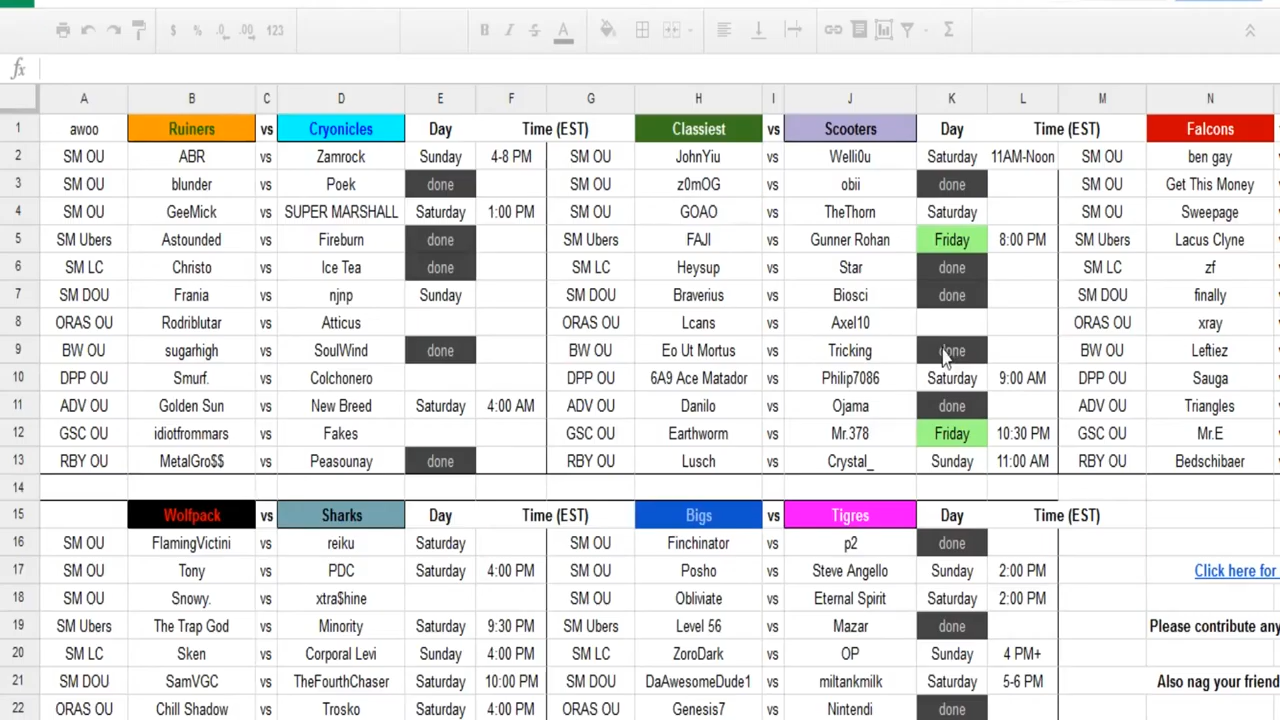 $ % .0 .00 123 B I S A Σ
fx
A B C D E F G H I J K L M N
1 awoo Ruiners vs Cryonicles Day Time (EST) Classiest vs Scooters Day Time (EST) Falcons
2 SM OU ABR vs Zamrock Sunday 4-8 PM SM OU JohnYiu vs Welli0u Saturday 11AM-Noon SM OU ben gay
3 SM OU blunder vs Poek done SM OU z0mOG vs obii done SM OU Get This Money
4 SM OU GeeMick vs SUPER MARSHALL Saturday 1:00 PM SM OU GOAO vs TheThorn Saturday SM OU Sweepage
5 SM Ubers Astounded vs Fireburn done SM Ubers FAJI vs Gunner Rohan Friday 8:00 PM SM Ubers Lacus Clyne
6 SM LC Christo vs Ice Tea done SM LC Heysup vs Star done SM LC zf
7 SM DOU Frania vs njnp Sunday SM DOU Braverius vs Biosci done SM DOU finally
8 ORAS OU Rodriblutar vs Atticus ORAS OU Lcans vs Axel10 ORAS OU xray
9 BW OU sugarhigh vs SoulWind done BW OU Eo Ut Mortus vs Tricking done BW OU Leftiez
10 DPP OU Smurf. vs Colchonero DPP OU 6A9 Ace Matador vs Philip7086 Saturday 9:00 AM DPP OU Sauga
11 ADV OU Golden Sun vs New Breed Saturday 4:00 AM ADV OU Danilo vs Ojama done ADV OU Triangles
12 GSC OU idiotfrommars vs Fakes GSC OU Earthworm vs Mr.378 Friday 10:30 PM GSC OU Mr.E
13 RBY OU MetalGro$$ vs Peasounay done RBY OU Lusch vs Crystal_ Sunday 11:00 AM RBY OU Bedschibaer
14
15 Wolfpack vs Sharks Day Time (EST) Bigs vs Tigres Day Time (EST)
16 SM OU FlamingVictini vs reiku Saturday SM OU Finchinator vs p2 done
17 SM OU Tony vs PDC Saturday 4:00 PM SM OU Posho vs Steve Angello Sunday 2:00 PM Click here for
18 SM OU Snowy. vs xtra$hine SM OU Obliviate vs Eternal Spirit Saturday 2:00 PM
19 SM Ubers The Trap God vs Minority Saturday 9:30 PM SM Ubers Level 56 vs Mazar done Please contribute any
20 SM LC Sken vs Corporal Levi Sunday 4:00 PM SM LC ZoroDark vs OP Sunday 4 PM+
21 SM DOU SamVGC vs TheFourthChaser Saturday 10:00 PM SM DOU DaAwesomeDude1 vs miltankmilk Saturday 5-6 PM Also nag your friend
22 ORAS OU Chill Shadow vs Trosko Saturday 4:00 PM ORAS OU Genesis7 vs Nintendi done